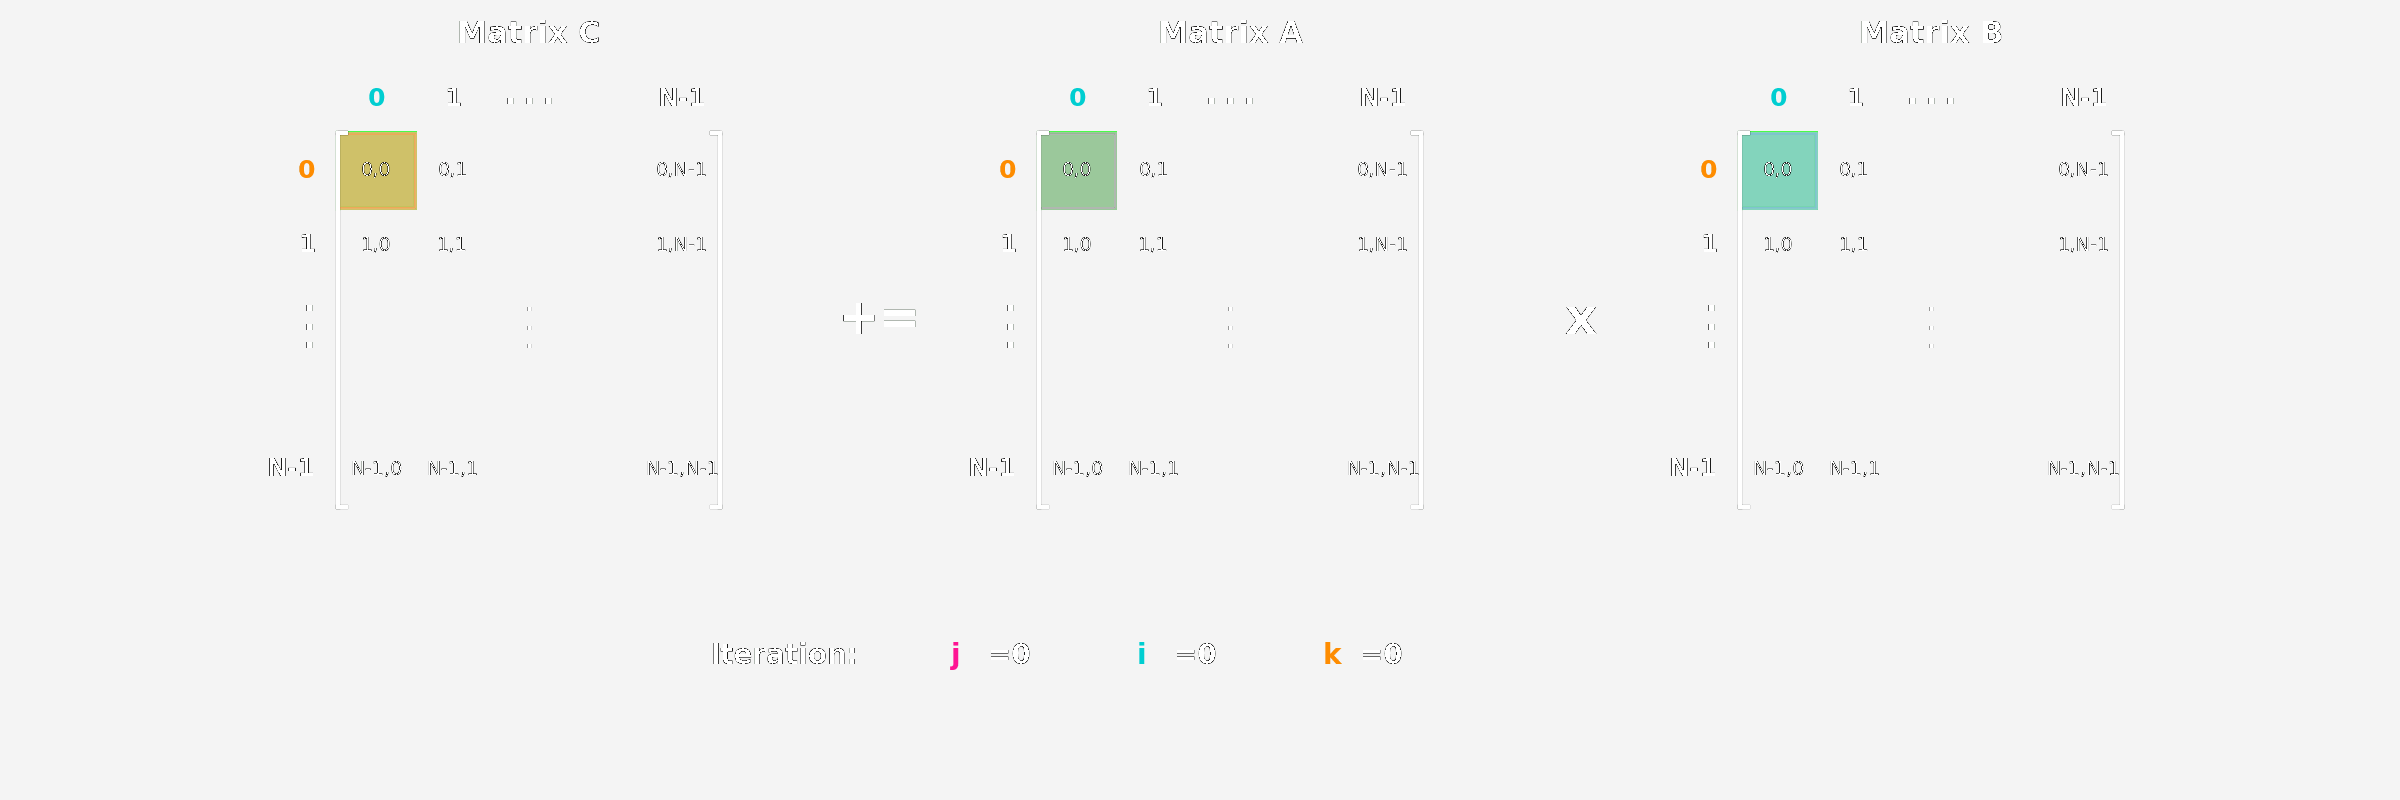 Matrix C Matrix A Matrix B
0 1 ... N-1 0 1 ... N-1 0 1 ... N-1
0 0,0 0,1 0,N-1 0 0,0 0,1 0,N-1 0 0,0 0,1 0,N-1
1 1,0 1,1 1,N-1 1 1,0 1,1 1,N-1 1 1,0 1,1 1,N-1
⋮ ⋮ += ⋮ ⋮ x ⋮ ⋮
N-1 N-1,0 N-1,1 N-1,N-1 N-1 N-1,0 N-1,1 N-1,N-1 N-1 N-1,0 N-1,1 N-1,N-1
Iteration: j =0 i =0 k =0